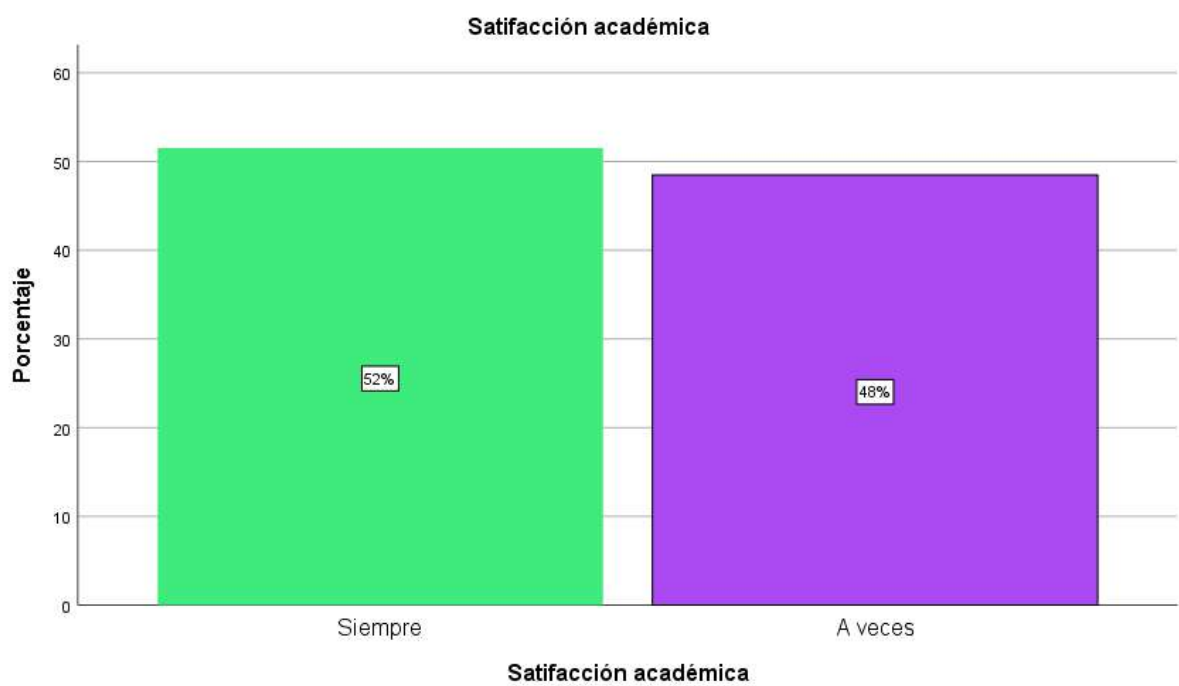 Satifacción académica
60
50
40
30
20
10
0
Porcentaje
52%
48%
Siempre
A veces
Satifacción académica